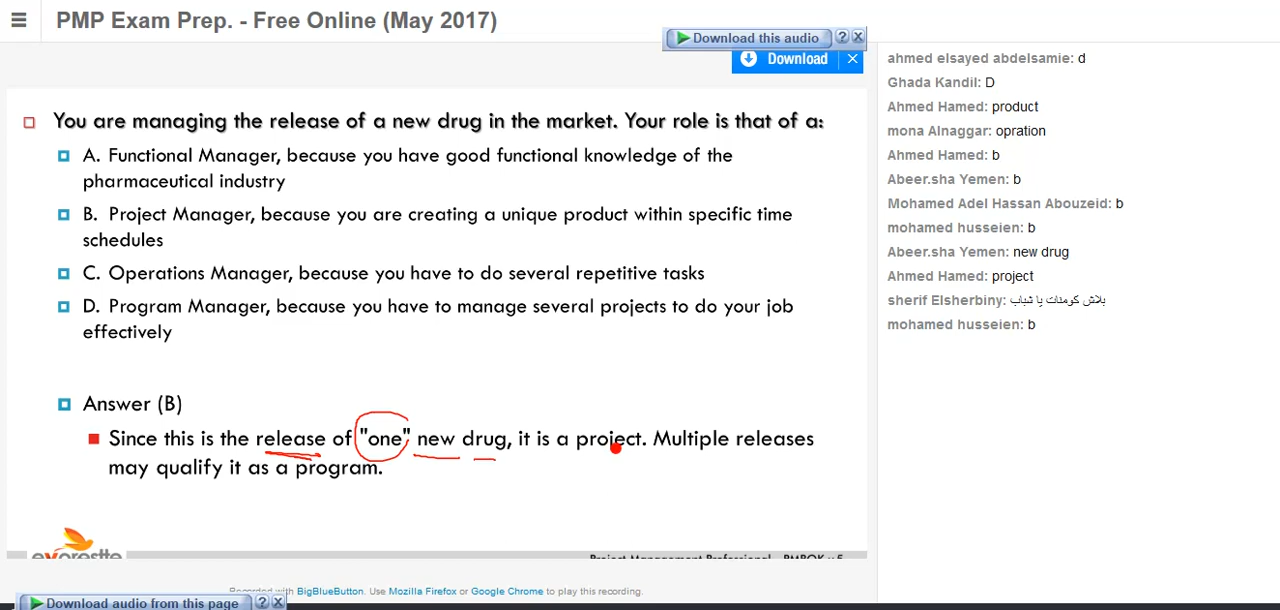 PMP Exam Prep. - Free Online (May 2017)
Download this audio
Download
You are managing the release of a new drug in the market. Your role is that of a:
A. Functional Manager, because you have good functional knowledge of the
pharmaceutical industry
B. Project Manager, because you are creating a unique product within specific time
schedules
C. Operations Manager, because you have to do several repetitive tasks
D. Program Manager, because you have to manage several projects to do your job
effectively
Answer (B)
Since this is the release of "one" new drug, it is a project. Multiple releases
may qualify it as a program.
evorestte
Project Management Professional - PMBOK v 5
Recorded with BigBlueButton. Use Mozilla Firefox or Google Chrome to play this recording.
Download audio from this page
ahmed elsayed abdelsamie: d
Ghada Kandil: D
Ahmed Hamed: product
mona Alnaggar: opration
Ahmed Hamed: b
Abeer.sha Yemen: b
Mohamed Adel Hassan Abouzeid: b
mohamed husseien: b
Abeer.sha Yemen: new drug
Ahmed Hamed: project
sherif Elsherbiny: بلاش كومنات يا شباب
mohamed husseien: b